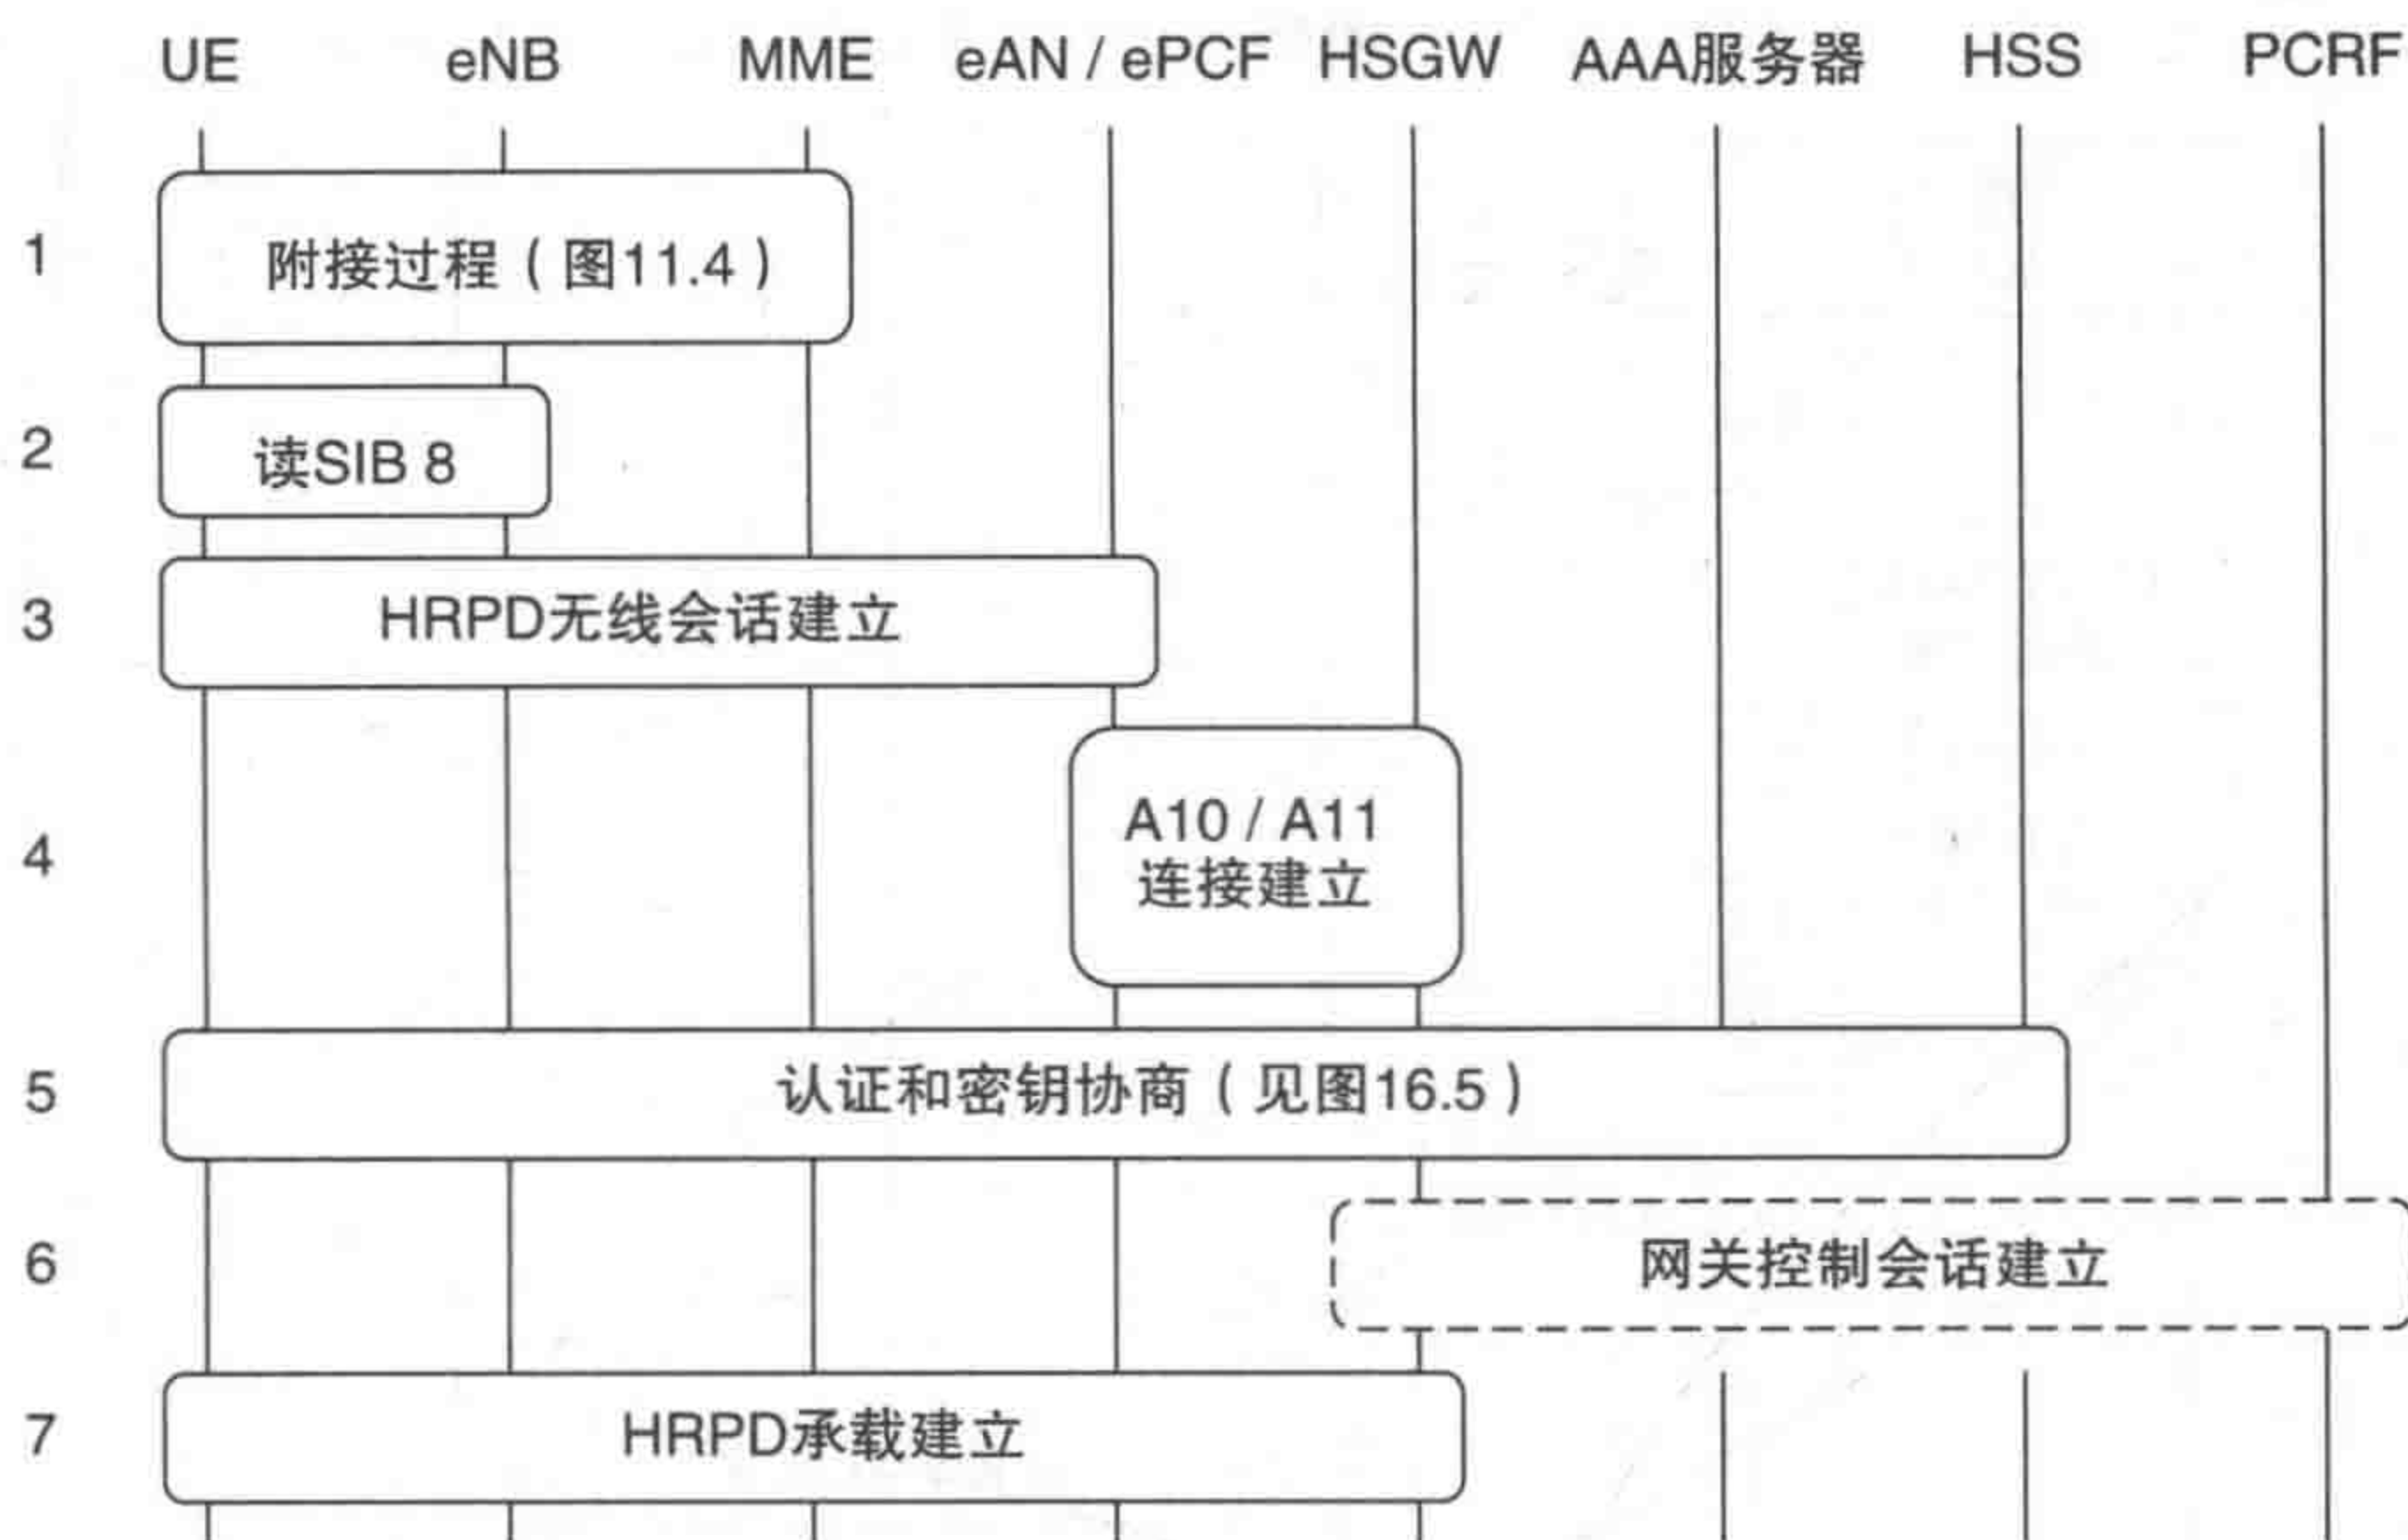 UE eNB MME eAN / ePCF HSGW AAA服务器 HSS PCRF
1 附接过程（图11.4）
2 读SIB 8
3 HRPD无线会话建立
4 A10 / A11
连接建立
5 认证和密钥协商（见图16.5）
6 网关控制会话建立
7 HRPD承载建立